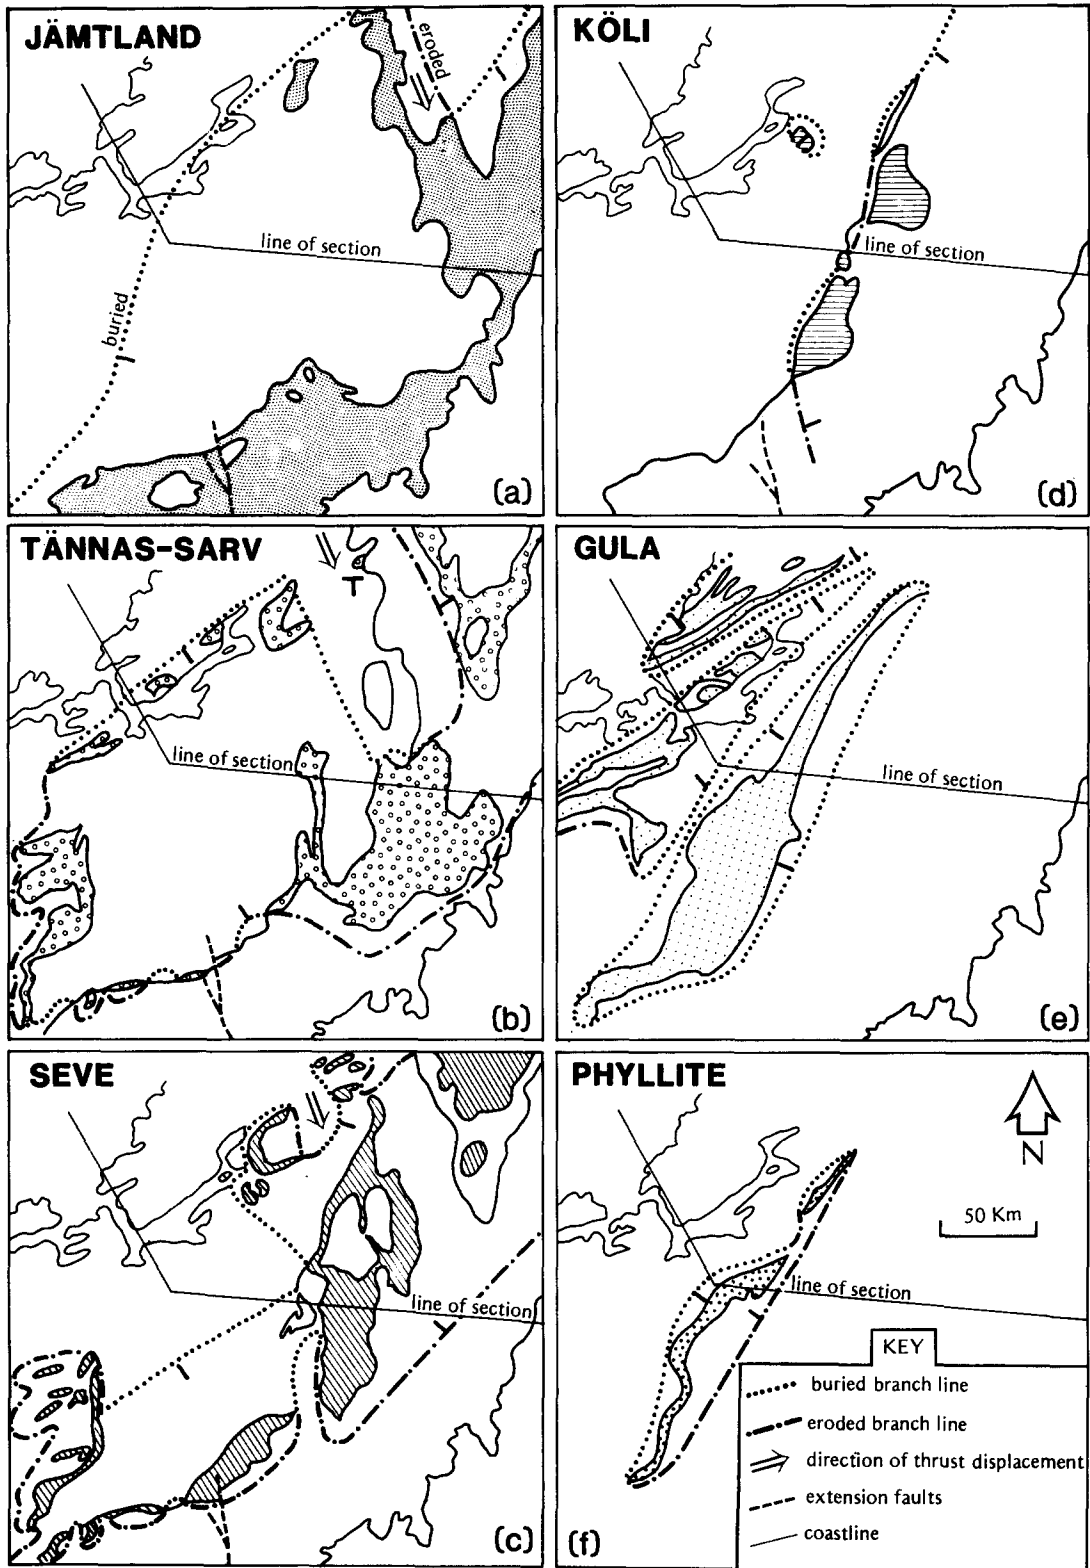 JÄMTLAND
eroded
line of section
buried
(a)
KÖLI
line of section
(d)
TÄNNAS-SARV
T
line of section
(b)
GULA
line of section
(e)
SEVE
line of section
(c)
PHYLLITE
N
50 Km
line of section
KEY
buried branch line
eroded branch line
direction of thrust displacement
extension faults
coastline
(f)